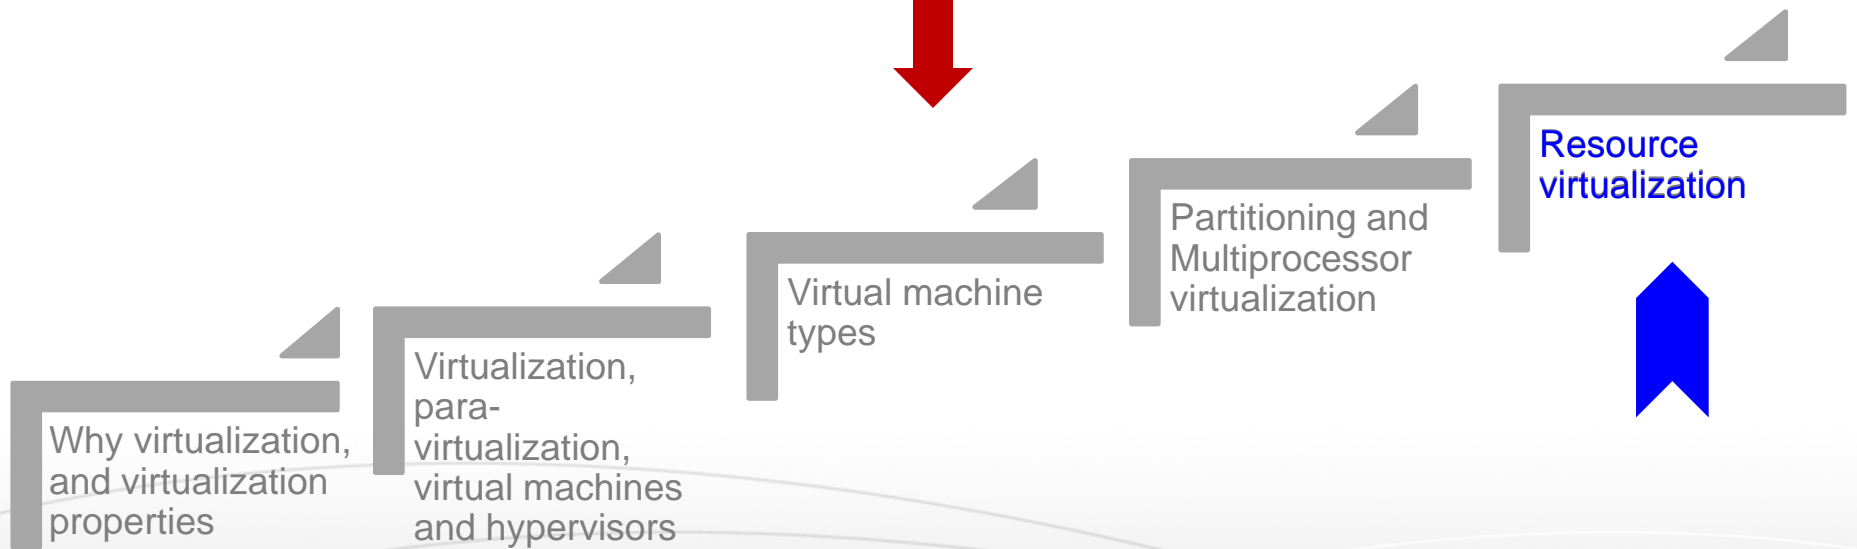 Why virtualization,
and virtualization
properties
Virtualization,
para-
virtualization,
virtual machines
and hypervisors
Virtual machine
types
Partitioning and
Multiprocessor
virtualization
Resource
virtualization